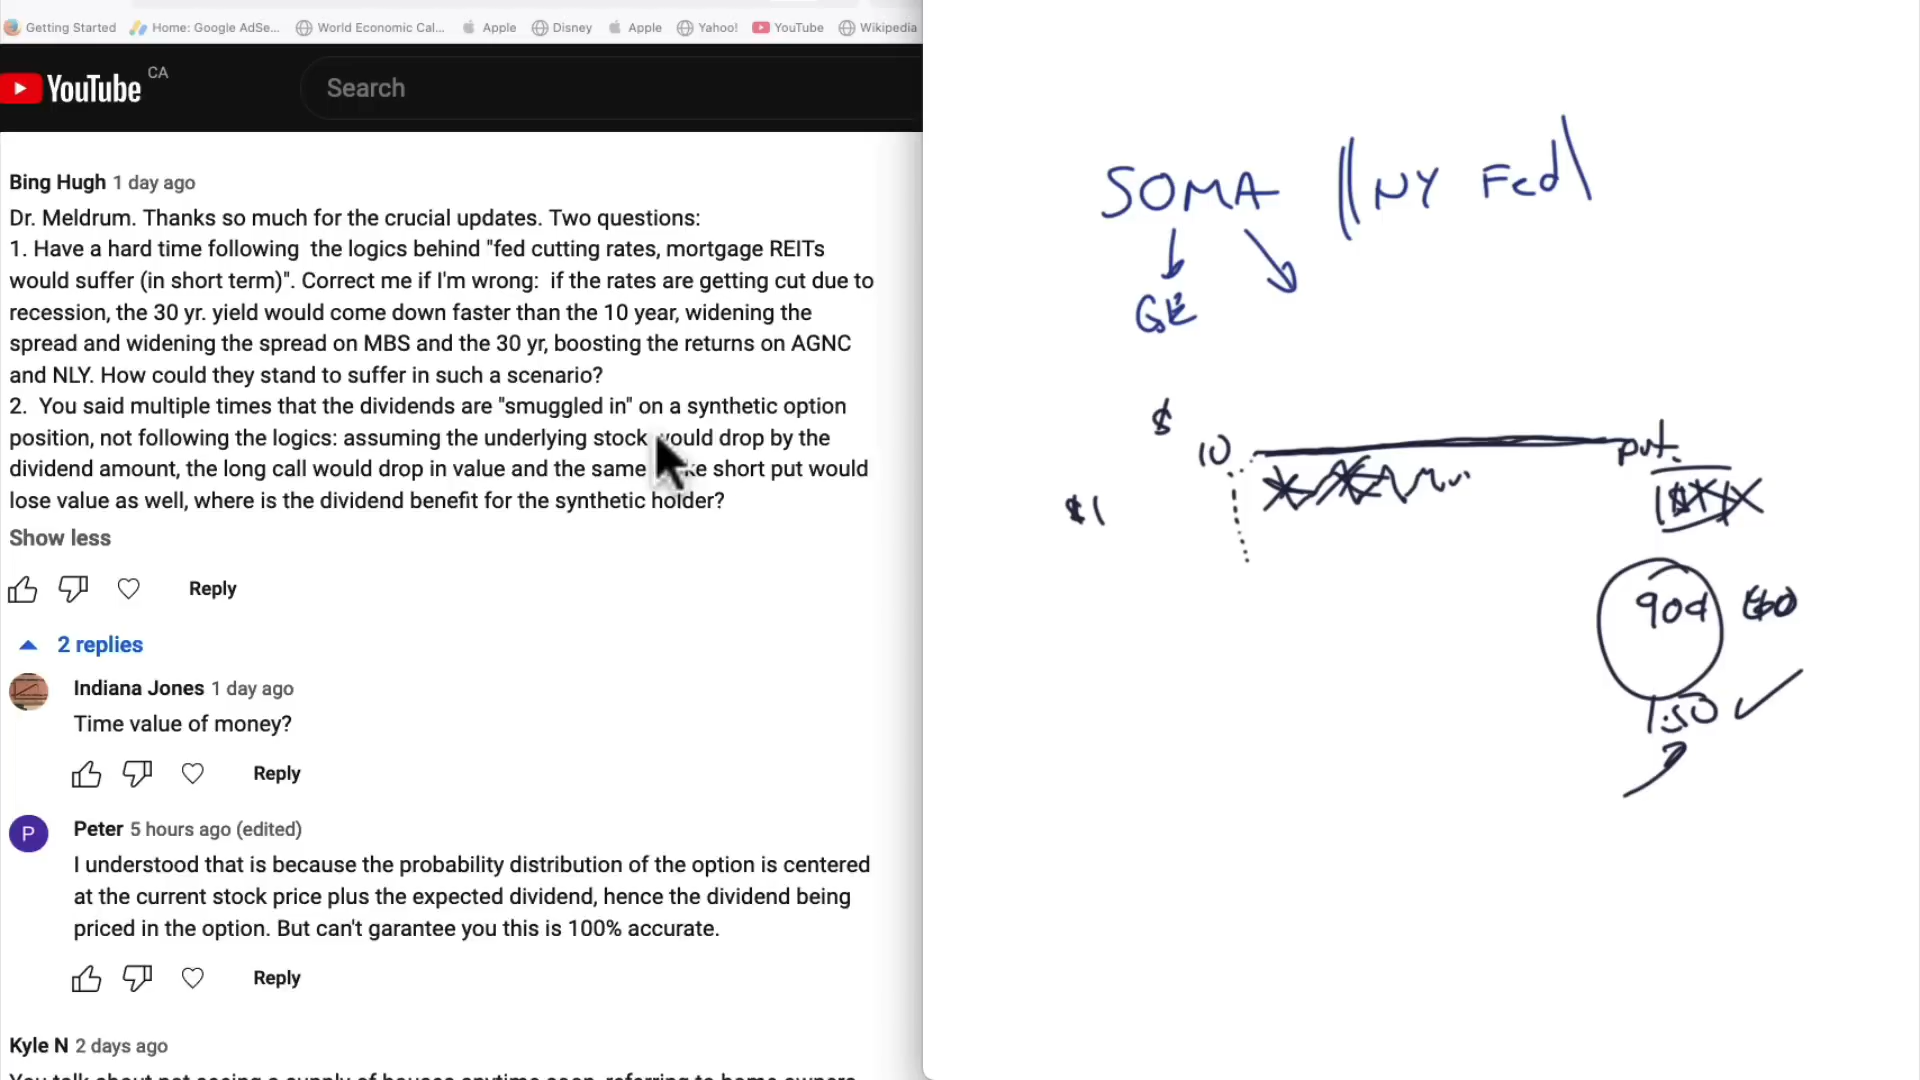 Getting Started Home: Google AdSe... World Economic Cal... Apple Disney Apple Yahoo! YouTube Wikipedia
YouTube CA
Search
Bing Hugh 1 day ago
Dr. Meldrum. Thanks so much for the crucial updates. Two questions:
1. Have a hard time following the logics behind "fed cutting rates, mortgage REITs
would suffer (in short term)". Correct me if I'm wrong: if the rates are getting cut due to
recession, the 30 yr. yield would come down faster than the 10 year, widening the
spread and widening the spread on MBS and the 30 yr, boosting the returns on AGNC
and NLY. How could they stand to suffer in such a scenario?
2. You said multiple times that the dividends are "smuggled in" on a synthetic option
position, not following the logics: assuming the underlying stock would drop by the
dividend amount, the long call would drop in value and the same short put would
lose value as well, where is the dividend benefit for the synthetic holder?
Show less
Reply
2 replies
Indiana Jones 1 day ago
Time value of money?
Reply
P
Peter 5 hours ago (edited)
I understood that is because the probability distribution of the option is centered
at the current stock price plus the expected dividend, hence the dividend being
priced in the option. But can't garantee you this is 100% accurate.
Reply
Kyle N 2 days ago
SOMA NY Fed
$
10 put.
$1
90d
1.50